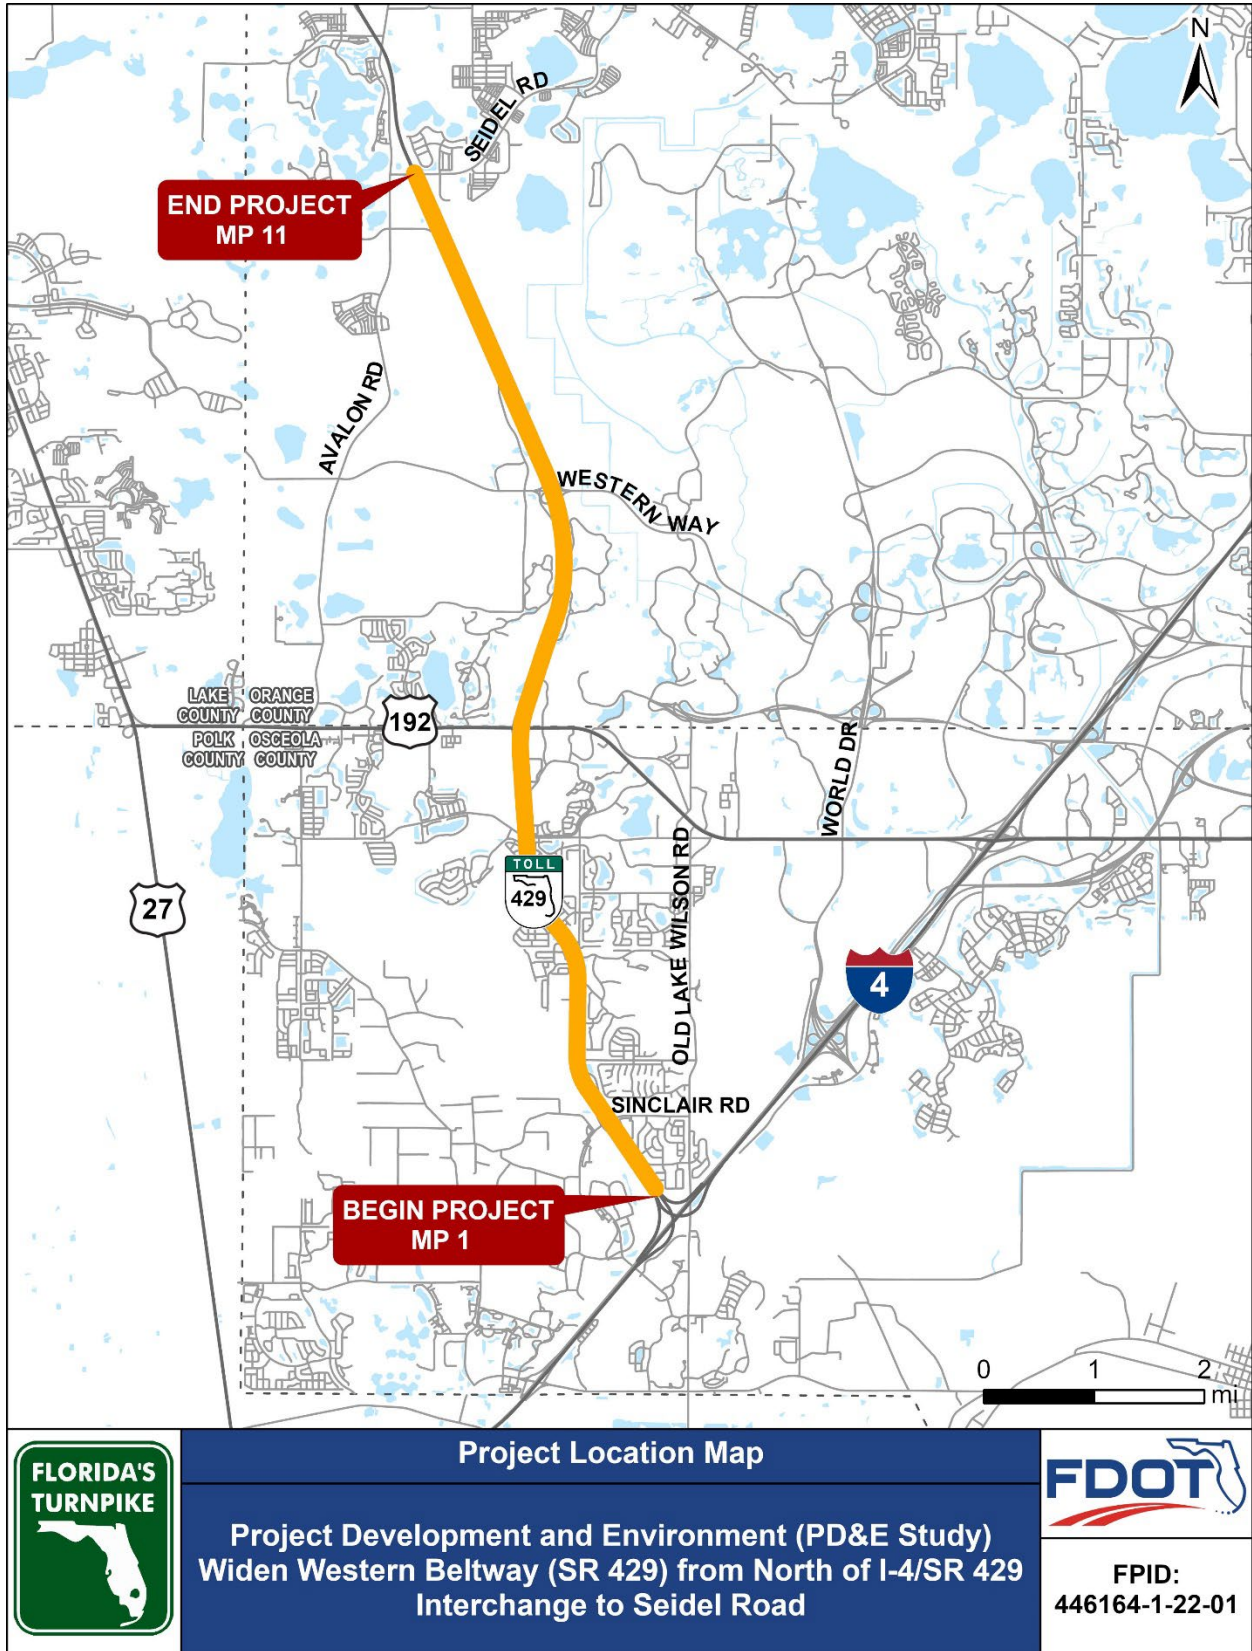 N
SEIDEL RD
END PROJECT
MP 11
AVALON RD
WESTERN WAY
LAKE COUNTY
ORANGE COUNTY
192
POLK COUNTY
OSCEOLA COUNTY
WORLD DR
OLD LAKE WILSON RD
TOLL
429
27
4
SINCLAIR RD
BEGIN PROJECT
MP 1
0 1 2
mi
FLORIDA'S
TURNPIKE
Project Location Map
Project Development and Environment (PD&E Study)
Widen Western Beltway (SR 429) from North of I-4/SR 429
Interchange to Seidel Road
FDOT
FPID:
446164-1-22-01